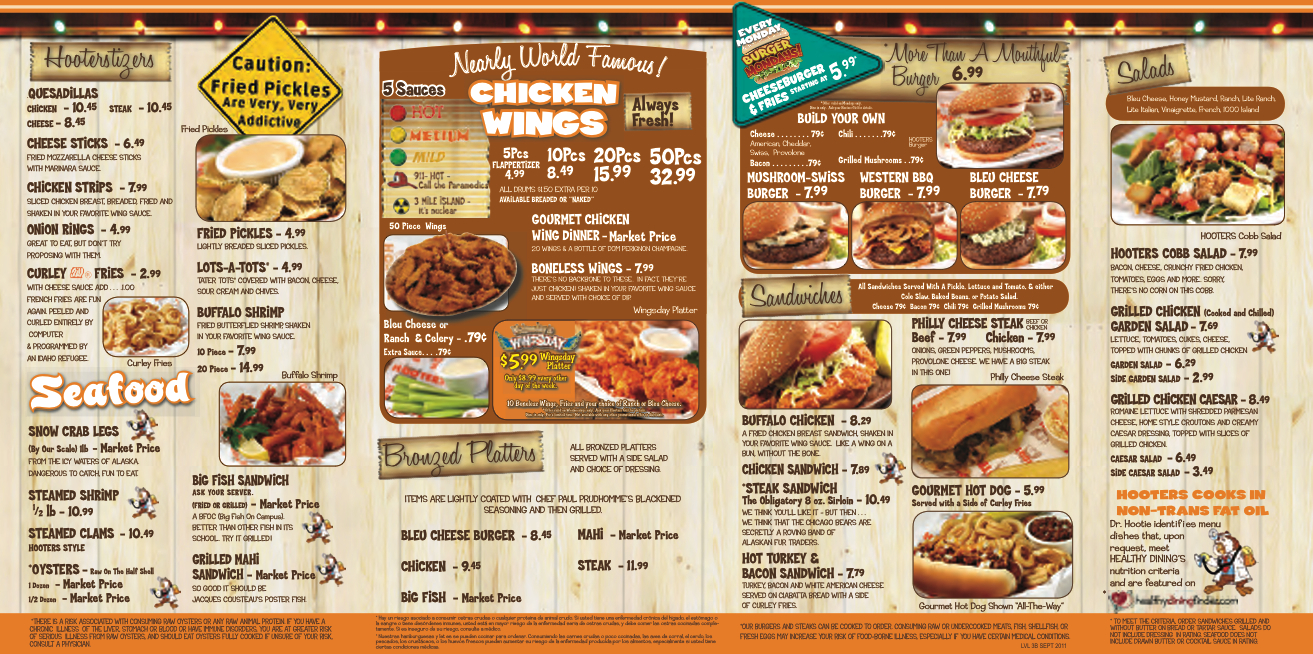 Hooterstizers
QUESADILLAS
CHICKEN - 10.45 STEAK - 10.45
CHEESE - 8.45
CHEESE STICKS - 6.49
FRIED MOZZARELLA CHEESE STICKS
WITH MARINARA SAUCE.
CHICKEN STRIPS - 7.99
SLICED CHICKEN BREAST, BREADED, FRIED AND
SHAKEN IN YOUR FAVORITE WING SAUCE.
ONION RINGS - 4.99
GREAT TO EAT, BUT DON'T TRY
PROPOSING WITH THEM.
CURLEY FRIES - 2.99
WITH CHEESE SAUCE ADD . . . .1.00
FRENCH FRIES ARE FUN
AGAIN. PEELED AND
CURLED ENTIRELY BY
COMPUTER
& PROGRAMMED BY
AN IDAHO REFUGEE.
Curley Fries
Caution:
Fried Pickles
Are Very, Very
Addictive
Fried Pickles
FRIED PICKLES - 4.99
LIGHTLY BREADED SLICED PICKLES.
LOTS-A-TOTS* - 4.99
TATER TOTS* COVERED WITH BACON, CHEESE,
SOUR CREAM AND CHIVES.
BUFFALO SHRIMP
FRIED BUTTERFLIED SHRIMP SHAKEN
IN YOUR FAVORITE WING SAUCE.
10 Piece - 7.99
20 Piece - 14.99
Buffalo Shrimp
Seafood
SNOW CRAB LEGS
(By Our Scale) 1lb - Market Price
FROM THE ICY WATERS OF ALASKA.
DANGEROUS TO CATCH, FUN TO EAT.
STEAMED SHRIMP
1/2 lb - 10.99
STEAMED CLAMS - 10.49
HOOTERS STYLE
*OYSTERS - Raw On The Half Shell
1 Dozen - Market Price
1/2 Dozen - Market Price
BIG FISH SANDWICH
ASK YOUR SERVER.
(FRIED OR GRILLED) - Market Price
A BFOC (Big Fish On Campus).
BETTER THAN OTHER FISH IN ITS
SCHOOL. TRY IT GRILLED!
GRILLED MAHI
SANDWICH - Market Price
SO GOOD IT SHOULD BE
JACQUES COUSTEAU'S POSTER FISH.
*THERE IS A RISK ASSOCIATED WITH CONSUMING RAW OYSTERS OR ANY RAW ANIMAL PROTEIN. IF YOU HAVE A
CHRONIC ILLNESS OF THE LIVER, STOMACH OR BLOOD OR HAVE IMMUNE DISORDERS, YOU ARE AT GREATER RISK
OF SERIOUS ILLNESS FROM RAW OYSTERS, AND SHOULD EAT OYSTERS FULLY COOKED. IF UNSURE OF YOUR RISK,
CONSULT A PHYSICIAN.
Nearly World Famous!
CHICKEN
WINGS
Always
Fresh!
5 Sauces
HOT
MEDIUM
MILD
911- HOT -
Call the Paramedics
3 MILE ISLAND -
it's nuclear
5Pcs
FLAPPERTIZER
4.99
10Pcs
8.49
20Pcs
15.99
50Pcs
32.99
ALL DRUMS $1.50 EXTRA PER 10
AVAILABLE BREADED OR "NAKED"
50 Piece Wings
GOURMET CHICKEN
WING DINNER - Market Price
20 WINGS & A BOTTLE OF DOM PERIGNON CHAMPAGNE.
BONELESS WINGS - 7.99
THERE'S NO BACKBONE TO THESE. IN FACT, THEY'RE
JUST CHICKEN SHAKEN IN YOUR FAVORITE WING SAUCE
AND SERVED WITH CHOICE OF DIP.
Wingsday Platter
Bleu Cheese or
Ranch & Celery - .79¢
Extra Sauce. . . .79¢
WINGSDAY
$5.99 Wingsday
Platter
Only $8.99 every other
day of the week.
10 Boneless Wings, Fries and your choice of Ranch or Bleu Cheese.
Bronzed Platters
ALL BRONZED PLATTERS
SERVED WITH A SIDE SALAD
AND CHOICE OF DRESSING.
ITEMS ARE LIGHTLY COATED WITH CHEF PAUL PRUDHOMME'S BLACKENED
SEASONING AND THEN GRILLED.
BLEU CHEESE BURGER - 8.45
MAHI - Market Price
CHICKEN - 9.45
STEAK - 11.99
BIG FISH - Market Price
EVERY
MONDAY
BURGER
MONDAYS!
CHEESEBURGER
& FRIES STARTING AT 5.99*
"More Than A Mouthful"
Burger 6.99
BUILD YOUR OWN
Cheese . . . . . . . . 79¢ Chili . . . . . . .79¢
American, Cheddar,
Swiss, Provolone
Bacon . . . . . . . . .79¢ Grilled Mushrooms . .79¢
HOOTERS
Burger
MUSHROOM-SWISS
BURGER - 7.99
WESTERN BBQ
BURGER - 7.99
BLEU CHEESE
BURGER - 7.79
Sandwiches
All Sandwiches Served With A Pickle, Lettuce and Tomato, & either
Cole Slaw, Baked Beans, or Potato Salad.
Cheese 79¢ Bacon 79¢ Chili 79¢ Grilled Mushrooms 79¢
BUFFALO CHICKEN - 8.29
A FRIED CHICKEN BREAST SANDWICH, SHAKEN IN
YOUR FAVORITE WING SAUCE. LIKE A WING ON A
BUN, WITHOUT THE BONE.
CHICKEN SANDWICH - 7.89
*STEAK SANDWICH
The Obligatory 8 oz. Sirloin - 10.49
WE THINK YOU'LL LIKE IT - BUT THEN . . .
WE THINK THAT THE CHICAGO BEARS ARE
SECRETLY A ROVING BAND OF
ALASKAN FUR TRADERS.
HOT TURKEY &
BACON SANDWICH - 7.79
TURKEY, BACON AND WHITE AMERICAN CHEESE
SERVED ON CIABATTA BREAD WITH A SIDE
OF CURLEY FRIES.
PHILLY CHEESE STEAK BEEF OR
CHICKEN
Beef - 7.99 Chicken - 7.99
ONIONS, GREEN PEPPERS, MUSHROOMS,
PROVOLONE CHEESE. WE HAVE A BIG STEAK
IN THIS ONE!
Philly Cheese Steak
GOURMET HOT DOG - 5.99
Served with a Side of Curley Fries
Gourmet Hot Dog Shown "All-The-Way"
*OUR BURGERS AND STEAKS CAN BE COOKED TO ORDER. CONSUMING RAW OR UNDERCOOKED MEATS, FISH, SHELLFISH, OR
FRESH EGGS MAY INCREASE YOUR RISK OF FOOD-BORNE ILLNESS, ESPECIALLY IF YOU HAVE CERTAIN MEDICAL CONDITIONS.
LVL 3B SEPT 2011
Salads
Bleu Cheese, Honey Mustard, Ranch, Lite Ranch,
Lite Italian, Vinaigrette, French, 1000 Island
HOOTERS Cobb Salad
HOOTERS COBB SALAD - 7.99
BACON, CHEESE, CRUNCHY FRIED CHICKEN,
TOMATOES, EGGS AND MORE. SORRY,
THERE'S NO CORN ON THIS COBB.
GRILLED CHICKEN (Cooked and Chilled)
GARDEN SALAD - 7.69
LETTUCE, TOMATOES, CUKES, CHEESE,
TOPPED WITH CHUNKS OF GRILLED CHICKEN
GARDEN SALAD - 6.29
SIDE GARDEN SALAD - 2.99
GRILLED CHICKEN CAESAR - 8.49
ROMAINE LETTUCE WITH SHREDDED PARMESAN
CHEESE, HOME STYLE CROUTONS AND CREAMY
CAESAR DRESSING, TOPPED WITH SLICES OF
GRILLED CHICKEN.
CAESAR SALAD - 6.49
SIDE CAESAR SALAD - 3.49
HOOTERS COOKS IN
NON-TRANS FAT OIL
Dr. Hootie identifies menu
dishes that, upon
request, meet
HEALTHY DINING'S
nutrition criteria
and are featured on
healthydiningfinder.com
* TO MEET THE CRITERIA, ORDER SANDWICHES GRILLED AND
WITHOUT BUTTER ON BREAD OR TARTAR SAUCE. SALADS DO
NOT INCLUDE DRESSING IN RATING. SEAFOOD DOES NOT
INCLUDE DRAWN BUTTER OR COCKTAIL SAUCE IN RATING.